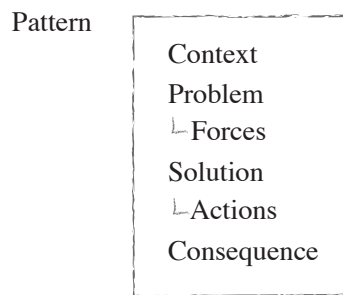 Pattern
Context
Problem
Forces
Solution
Actions
Consequence